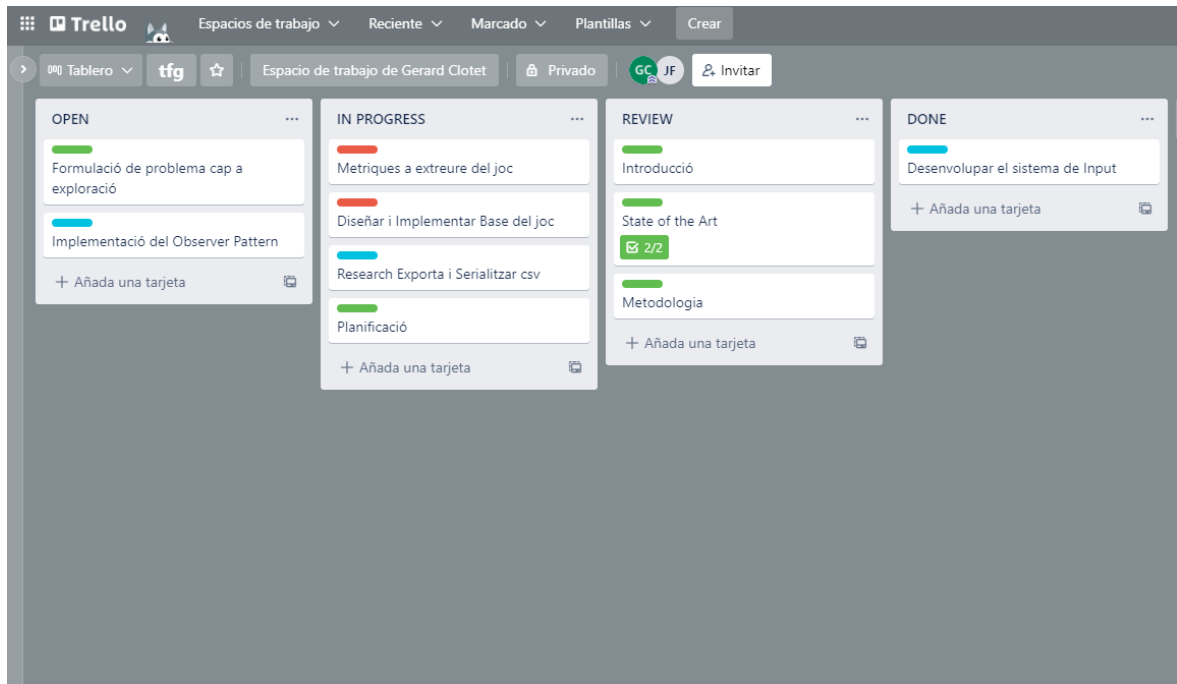 Trello
Espacios de trabajo
Reciente
Marcado
Plantillas
Crear
Tablero
tfg
Espacio de trabajo de Gerard Clotet
Privado
GC
JF
Invitar
OPEN
Formulació de problema cap a
exploració
Implementació del Observer Pattern
+ Añada una tarjeta
IN PROGRESS
Metriques a extreure del joc
Diseñar i Implementar Base del joc
Research Exporta i Serialitzar csv
Planificació
+ Añada una tarjeta
REVIEW
Introducció
State of the Art
2/2
Metodologia
+ Añada una tarjeta
DONE
Desenvolupar el sistema de Input
+ Añada una tarjeta